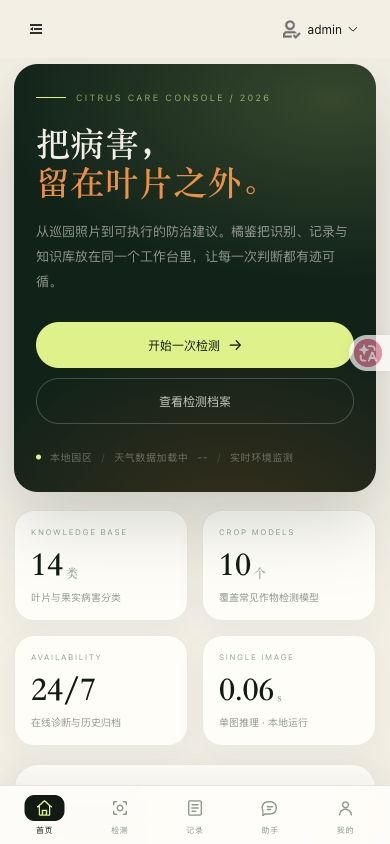 admin
CITRUS CARE CONSOLE / 2026
把病害，
留在叶片之外。
从巡园照片到可执行的防治建议。橘鉴把识别、记录与
知识库放在同一个工作台里，让每一次判断都有迹可
循。
开始一次检测 →
查看检测档案
本地园区 / 天气数据加载中 -- / 实时环境监测
KNOWLEDGE BASE
14 类
叶片与果实病害分类
CROP MODELS
10 个
覆盖常见作物检测模型
AVAILABILITY
24/7
在线诊断与历史归档
SINGLE IMAGE
0.06 s
单图推理 · 本地运行
首页
检测
记录
助手
我的